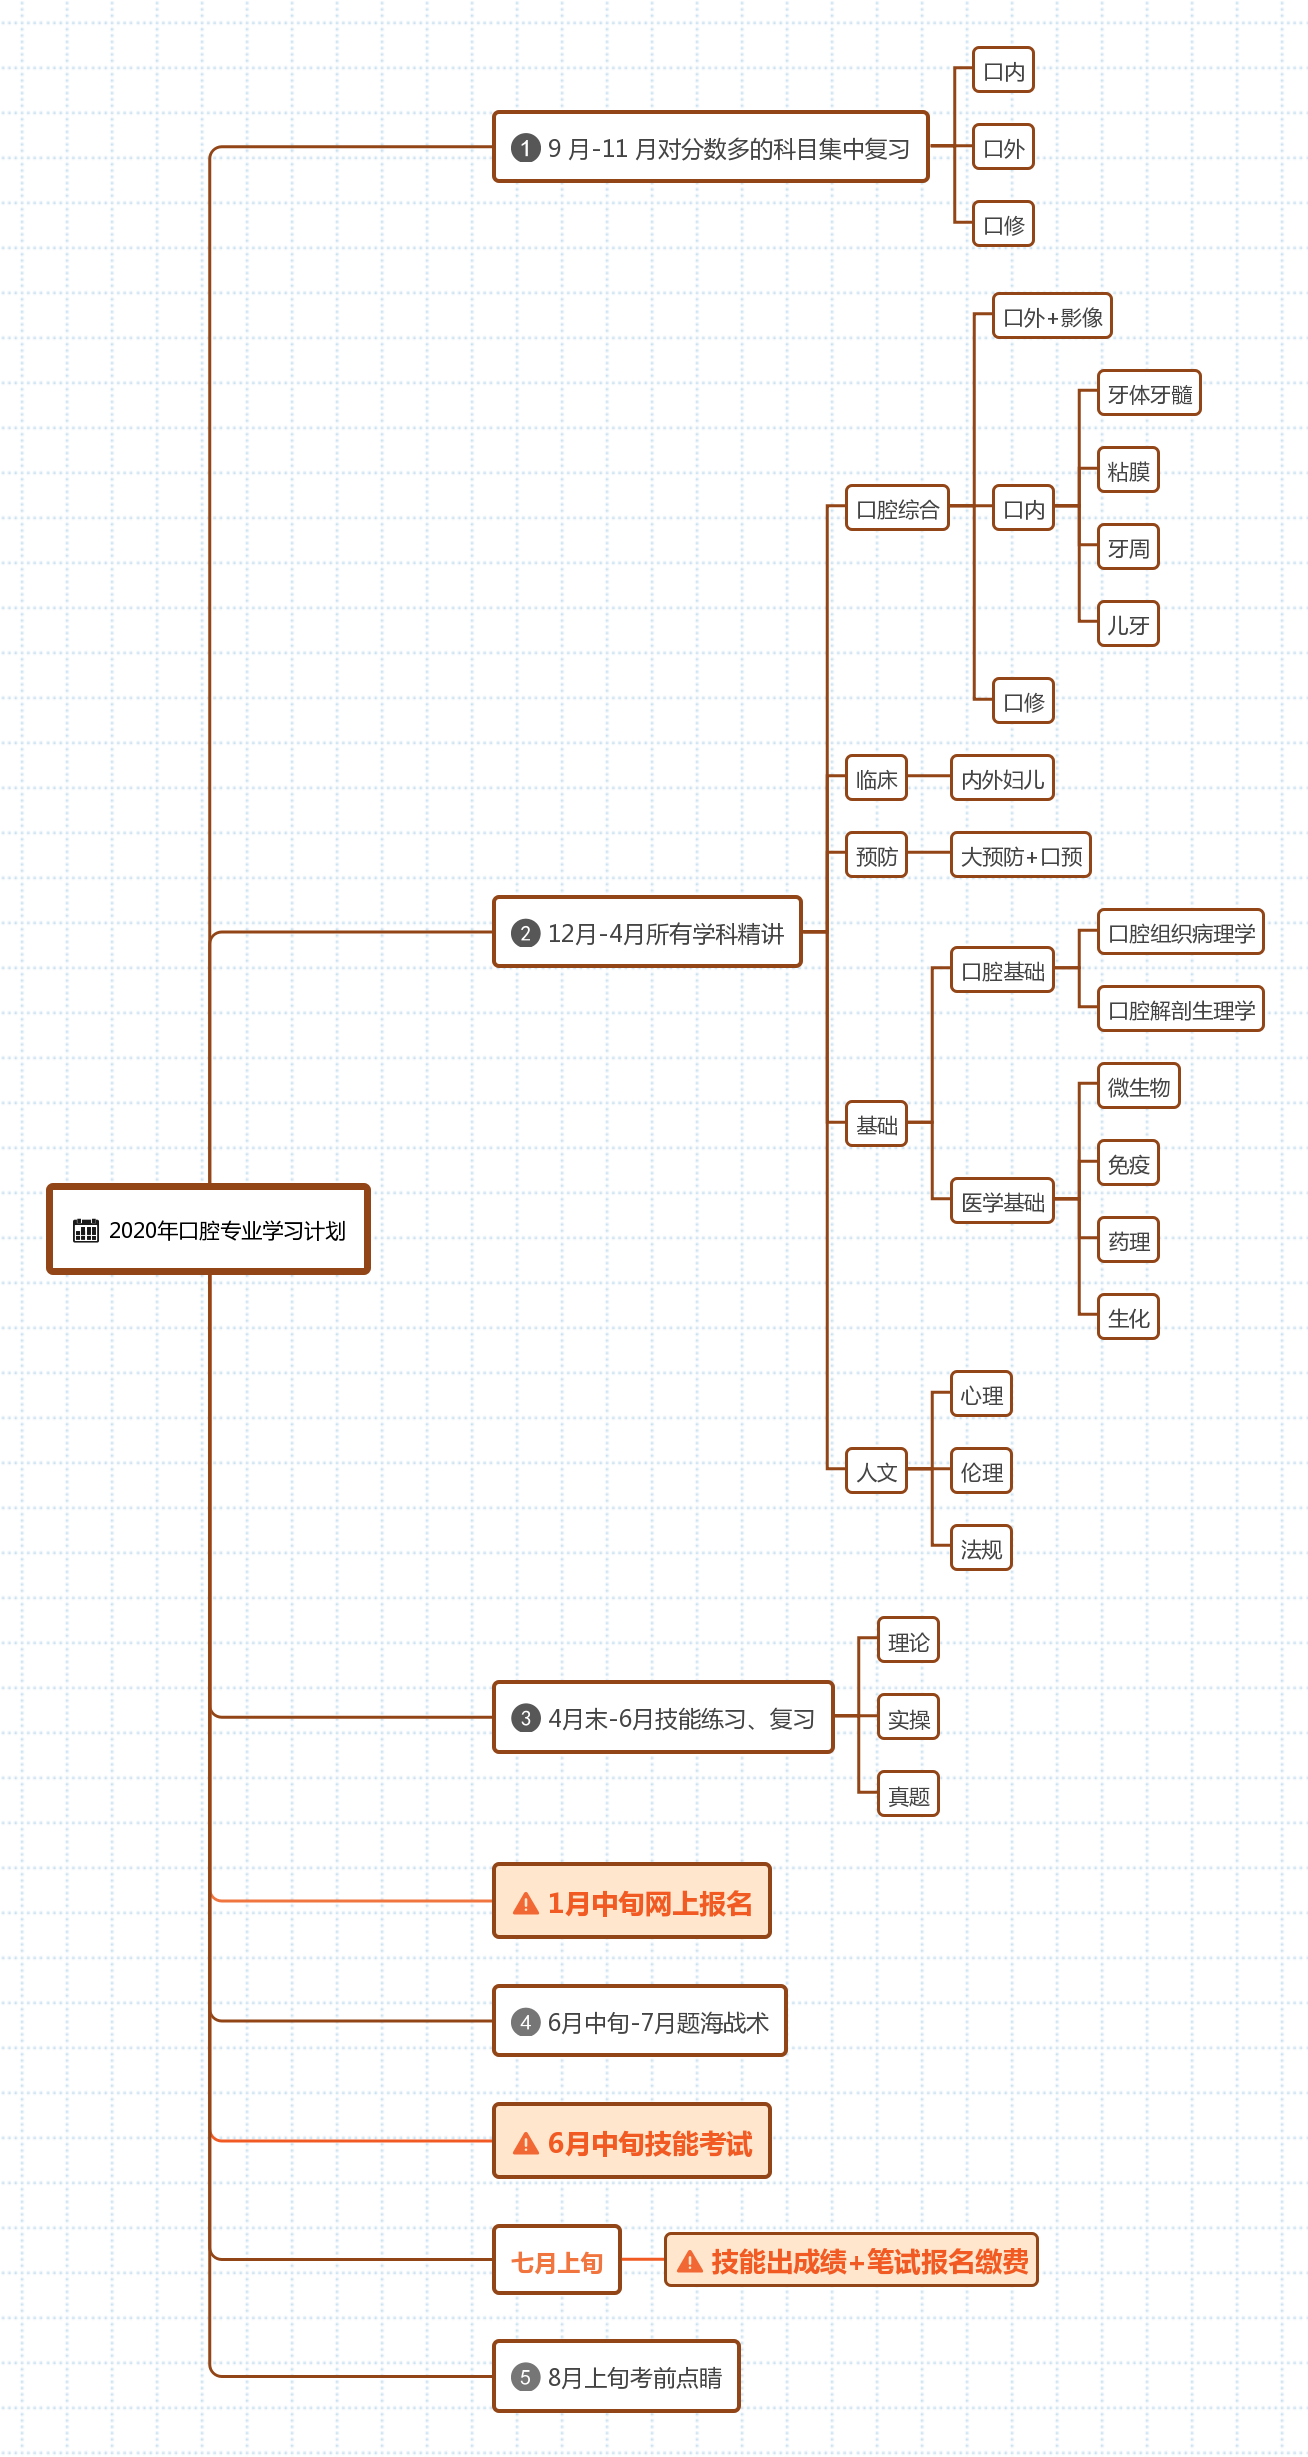 2020年口腔专业学习计划
1 9 月-11 月对分数多的科目集中复习
口内
口外
口修
2 12月-4月所有学科精讲
口腔综合
口外+影像
口内
牙体牙髓
粘膜
牙周
儿牙
口修
临床
内外妇儿
预防
大预防+口预
基础
口腔基础
口腔组织病理学
口腔解剖生理学
医学基础
微生物
免疫
药理
生化
人文
心理
伦理
法规
3 4月末-6月技能练习、复习
理论
实操
真题
1月中旬网上报名
4 6月中旬-7月题海战术
6月中旬技能考试
七月上旬
技能出成绩+笔试报名缴费
5 8月上旬考前点睛